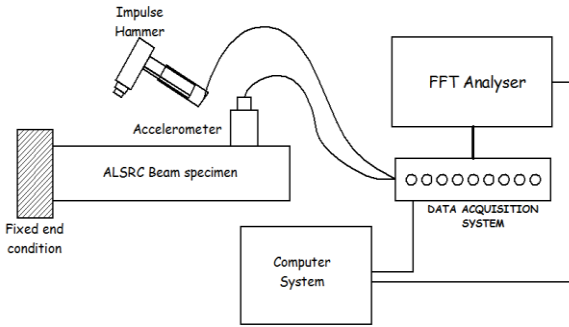 Impulse
Hammer
FFT Analyser
Accelerometer
ALSRC Beam specimen
DATA ACQUISITION
SYSTEM
Fixed end
condition
Computer
System